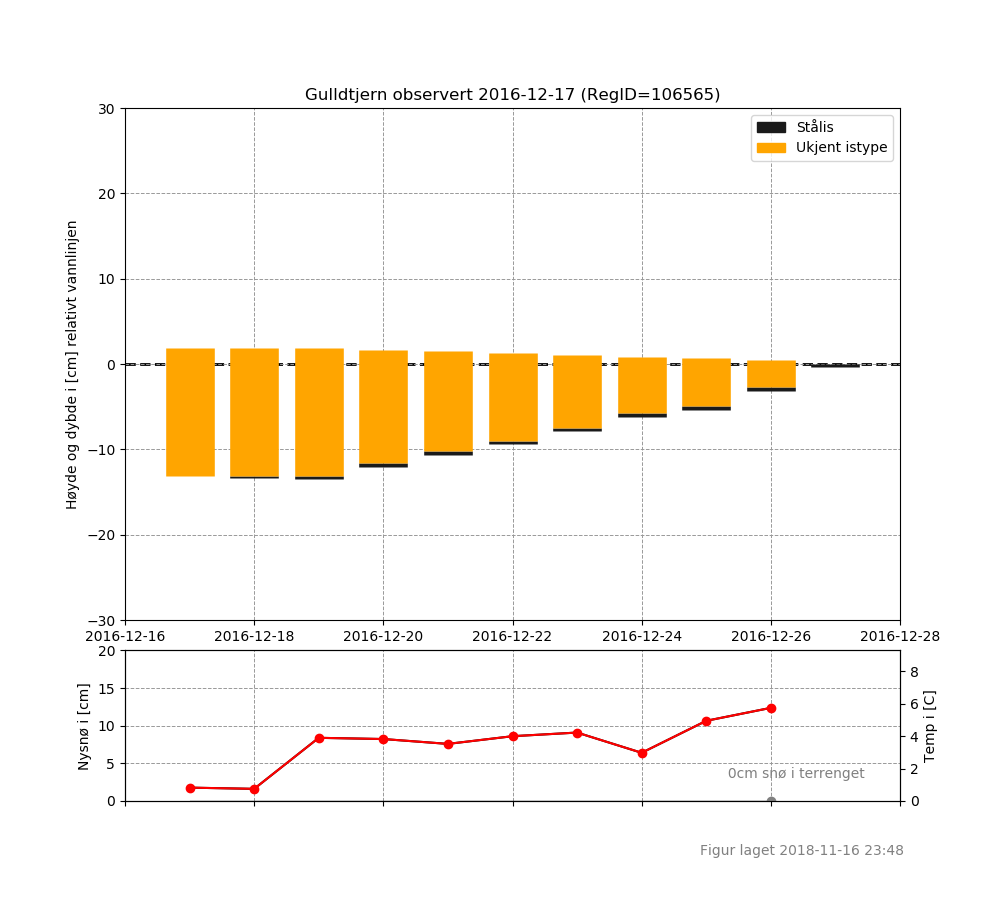 Gulldtjern observert 2016-12-17 (RegID=106565)
Stålis
Ukjent istype
Høyde og dybde i [cm] relativt vannlinjen
30
20
10
0
−10
−20
−30
2016-12-16 2016-12-18 2016-12-20 2016-12-22 2016-12-24 2016-12-26 2016-12-28
Nysnø i [cm]
20
15
10
5
0
Temp i [C]
8
6
4
2
0
0cm snø i terrenget
Figur laget 2018-11-16 23:48